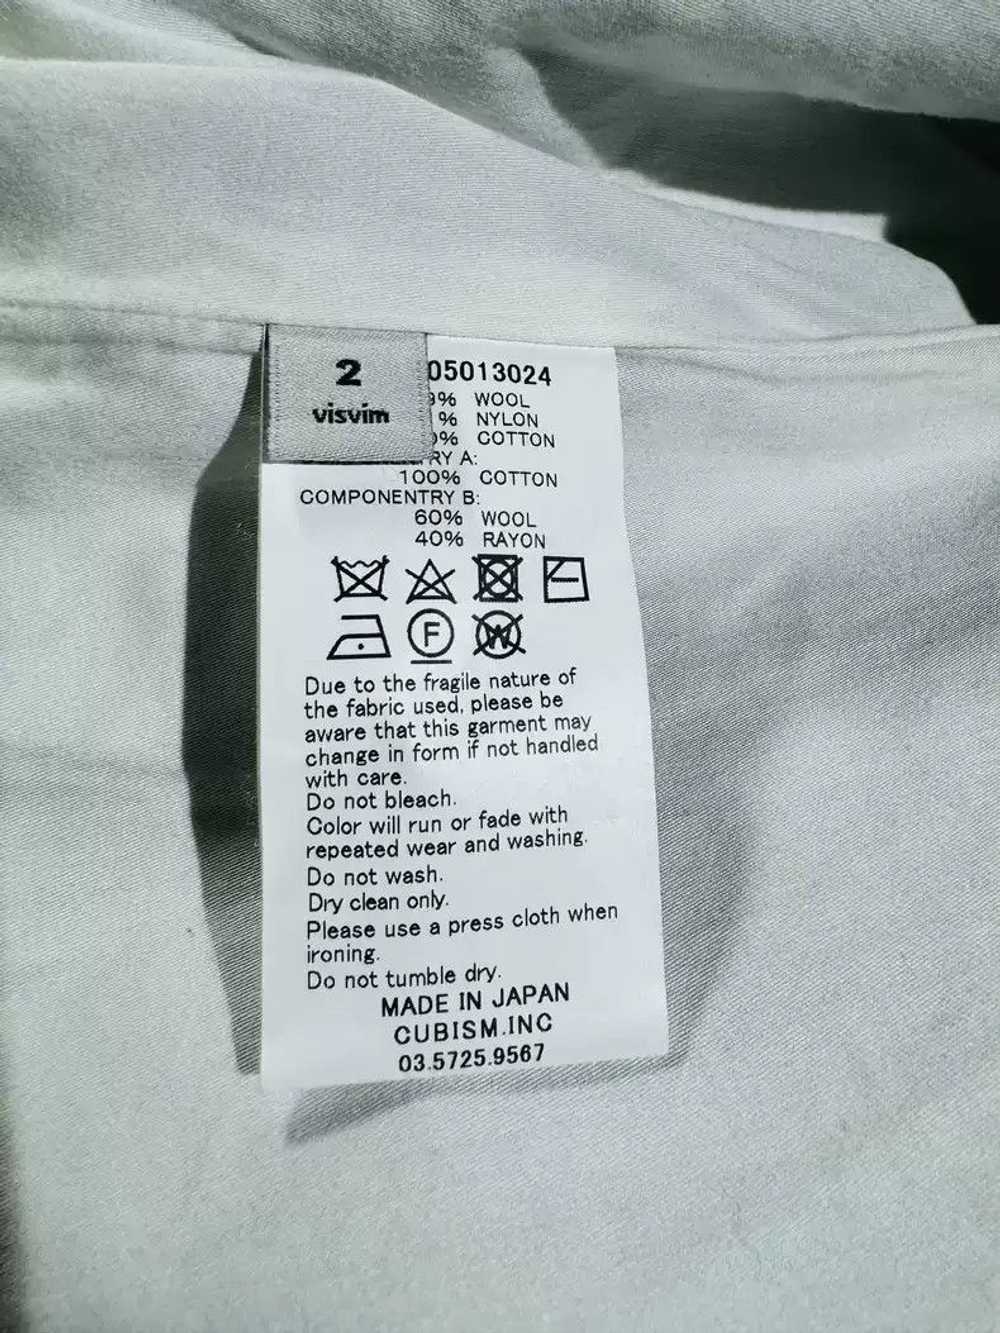 2
visvim
05013024
% WOOL
% NYLON
% COTTON
RY A:
100% COTTON
COMPONENTRY B:
60% WOOL
40% RAYON
F
W
Due to the fragile nature of
the fabric used, please be
aware that this garment may
change in form if not handled
with care.
Do not bleach.
Color will run or fade with
repeated wear and washing.
Do not wash.
Dry clean only.
Please use a press cloth when
ironing.
Do not tumble dry.
MADE IN JAPAN
CUBISM.INC
03.5725.9567